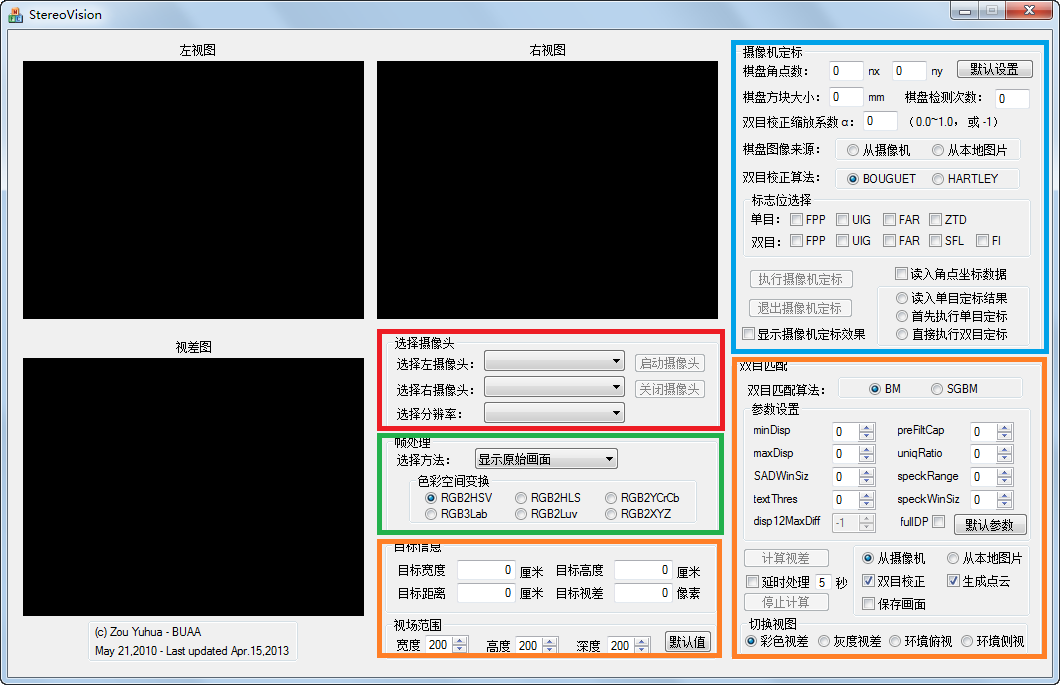 StereoVision
左视图
右视图
视差图
(c) Zou Yuhua - BUAA
May 21,2010 - Last updated Apr.15,2013
选择摄像头
选择左摄像头： 启动摄像头
选择右摄像头： 关闭摄像头
选择分辨率：
帧处理
选择方法： 显示原始画面
色彩空间变换
RGB2HSV RGB2HLS RGB2YCrCb
RGB3Lab RGB2Luv RGB2XYZ
目标信息
目标宽度 0 厘米 目标高度 0 厘米
目标距离 0 厘米 目标视差 0 像素
视场范围
宽度 200 高度 200 深度 200 默认值
摄像机定标
棋盘角点数： 0 nx 0 ny 默认设置
棋盘方块大小： 0 mm 棋盘检测次数： 0
双目校正缩放系数 α： 0 （0.0~1.0， 或 -1）
棋盘图像来源： 从摄像机 从本地图片
双目校正算法： BOUGUET HARTLEY
标志位选择
单目： FPP UIG FAR ZTD
双目： FPP UIG FAR SFL FI
执行摄像机定标 读入角点坐标数据
退出摄像机定标 读入单目定标结果
首先执行单目定标
显示摄像机定标效果 直接执行双目定标
双目匹配
双目匹配算法： BM SGBM
参数设置
minDisp 0 preFiltCap 0
maxDisp 0 uniqRatio 0
SADWinSiz 0 speckRange 0
textThres 0 speckWinSiz 0
disp12MaxDiff -1 fullDP 默认参数
计算视差 从摄像机 从本地图片
延时处理 5 秒 双目校正 生成点云
停止计算 保存画面
切换视图
彩色视差 灰度视差 环境俯视 环境侧视